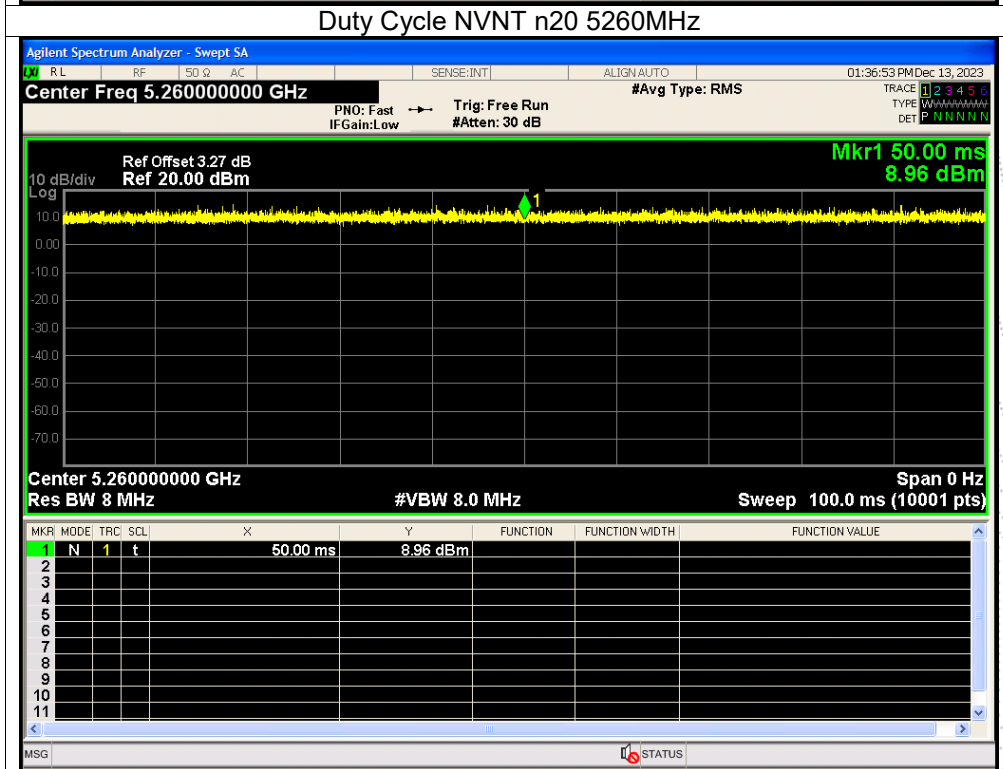 Duty Cycle NVNT n20 5260MHz
Agilent Spectrum Analyzer - Swept SA
LXI RL RF 50 Ω AC SENSE:INT ALIGN AUTO 01:36:53 PM Dec 13, 2023
Center Freq 5.260000000 GHz #Avg Type: RMS TRACE 1 2 3 4 5 6
PNO: Fast Trig: Free Run TYPE WWWWWW
IFGain:Low #Atten: 30 dB DET P N N N N N
Mkr1 50.00 ms
8.96 dBm
Ref Offset 3.27 dB
10 dB/div Ref 20.00 dBm
Log
1
10.0
0.00
-10.0
-20.0
-30.0
-40.0
-50.0
-60.0
-70.0
Center 5.260000000 GHz Span 0 Hz
Res BW 8 MHz #VBW 8.0 MHz Sweep 100.0 ms (10001 pts)
MKR MODE TRC SCL X Y FUNCTION FUNCTION WIDTH FUNCTION VALUE
1 N 1 t 50.00 ms 8.96 dBm
2
3
4
5
6
7
8
9
10
11
MSG STATUS